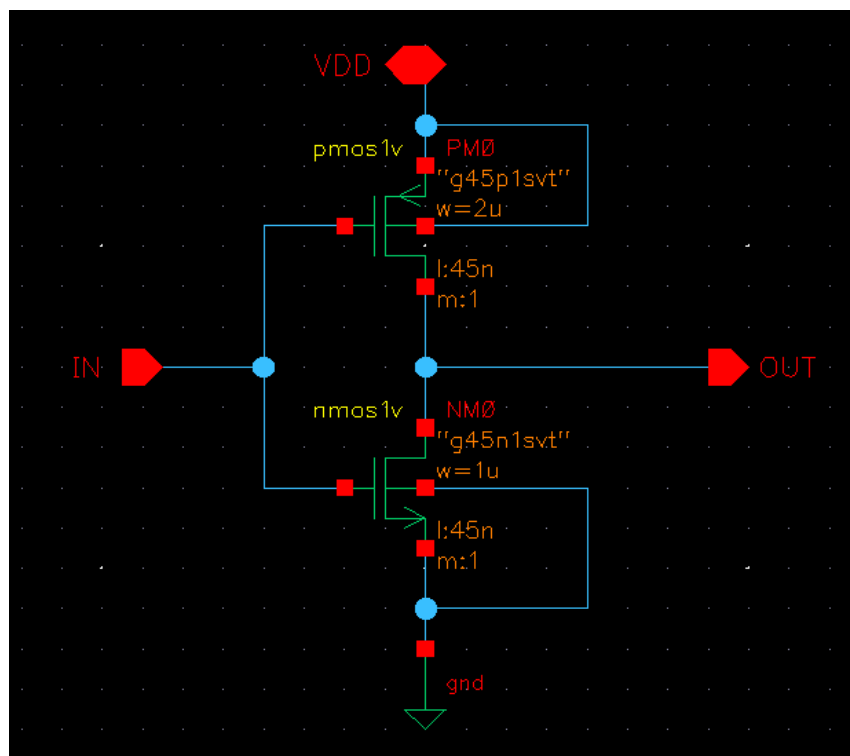 VDD
pmos1v PM0
"g45p1svt"
w=2u
l:45n
m:1
IN
OUT
nmos1v NM0
"g45n1svt"
w=1u
l:45n
m:1
gnd